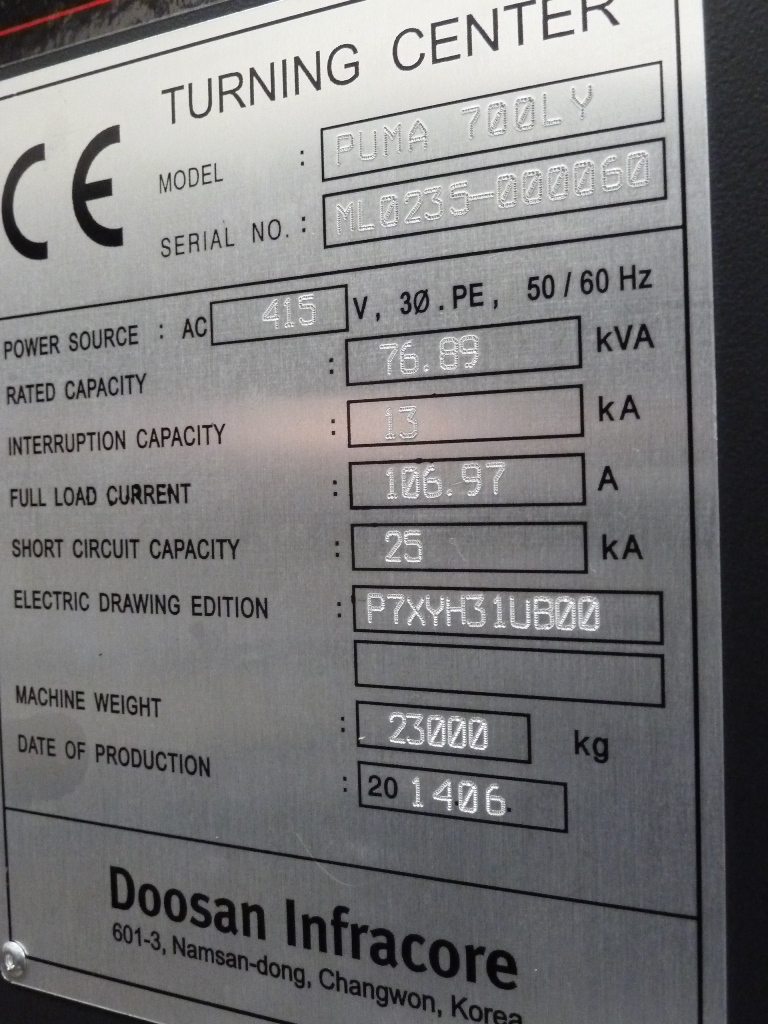 TURNING CENTER
CE
MODEL : PUMA 700LY
SERIAL NO. : ML0235-000060
POWER SOURCE : AC 415 V, 3Ø.PE, 50/60 Hz
RATED CAPACITY : 76.89 kVA
INTERRUPTION CAPACITY : 13 kA
FULL LOAD CURRENT : 106.97 A
SHORT CIRCUIT CAPACITY : 25 kA
ELECTRIC DRAWING EDITION : P7XYH31UB00
MACHINE WEIGHT : 23000 kg
DATE OF PRODUCTION : 20 1406
Doosan Infracore
601-3, Namsan-dong, Changwon, Korea